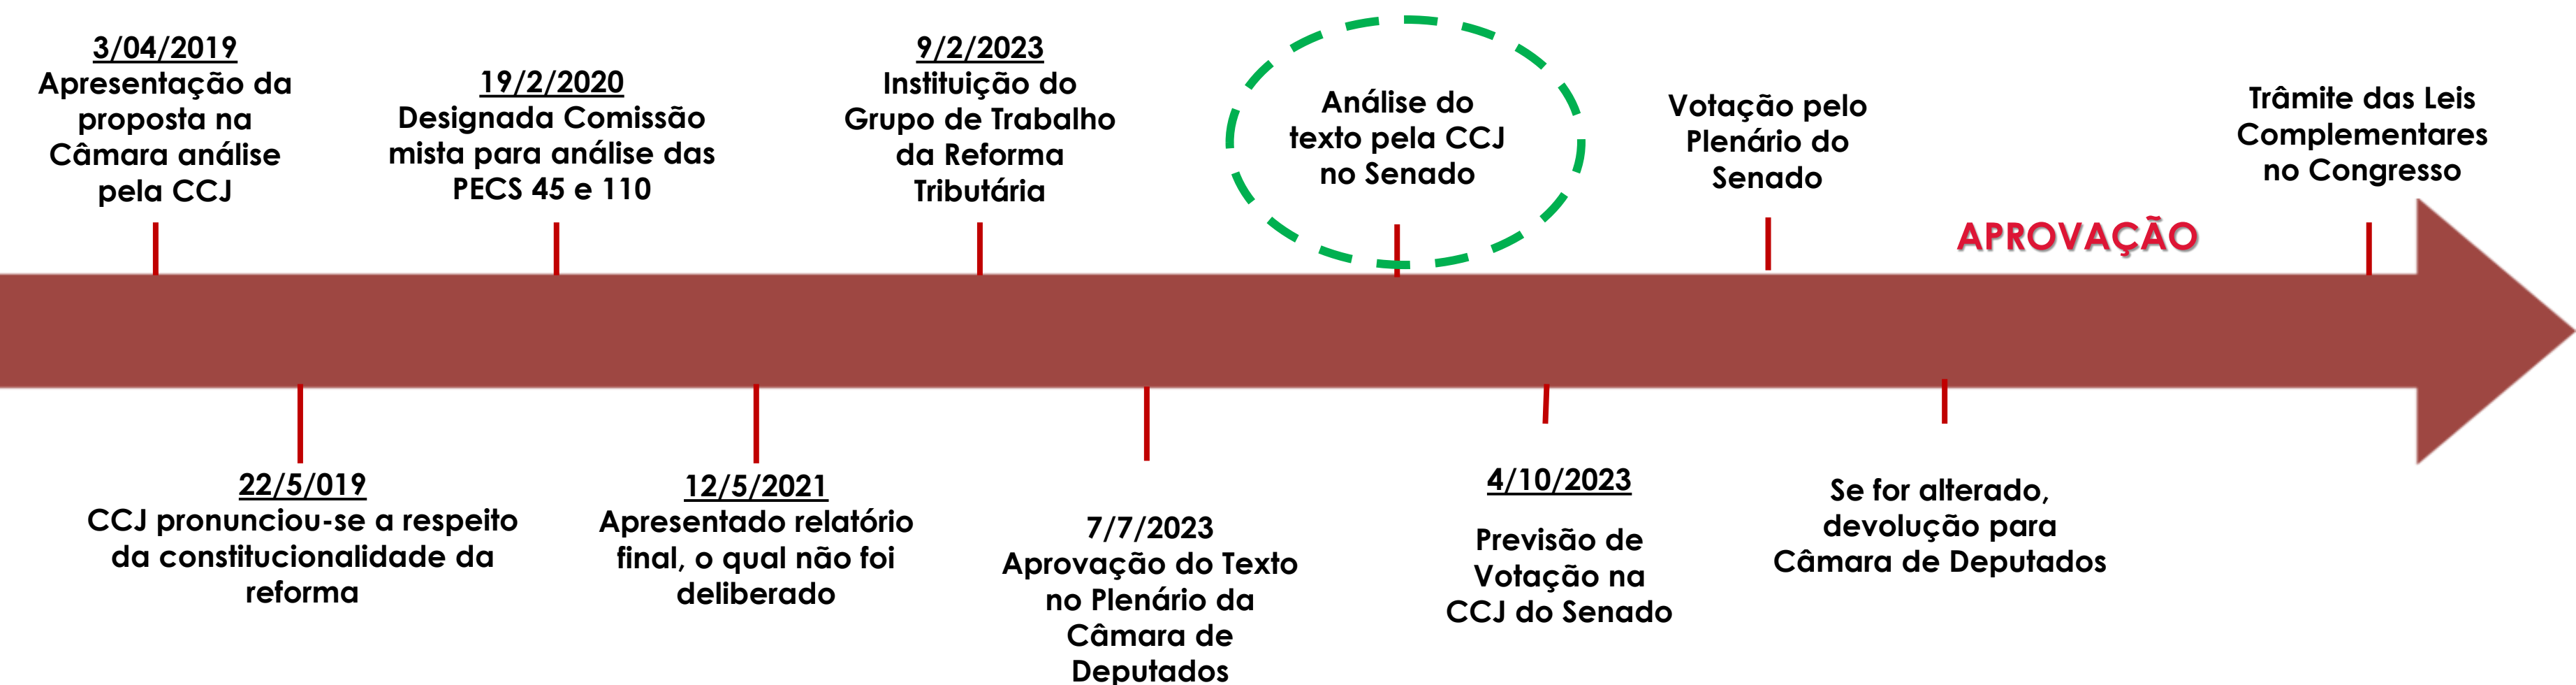 3/04/2019
Apresentação da
proposta na
Câmara análise
pela CCJ
22/5/019
CCJ pronunciou-se a respeito
da constitucionalidade da
reforma
19/2/2020
Designada Comissão
mista para análise das
PECS 45 e 110
12/5/2021
Apresentado relatório
final, o qual não foi
deliberado
9/2/2023
Instituição do
Grupo de Trabalho
da Reforma
Tributária
7/7/2023
Aprovação do Texto
no Plenário da
Câmara de
Deputados
Análise do
texto pela CCJ
no Senado
4/10/2023
Previsão de
Votação na
CCJ do Senado
Votação pelo
Plenário do
Senado
Se for alterado,
devolução para
Câmara de Deputados
APROVAÇÃO
Trâmite das Leis
Complementares
no Congresso